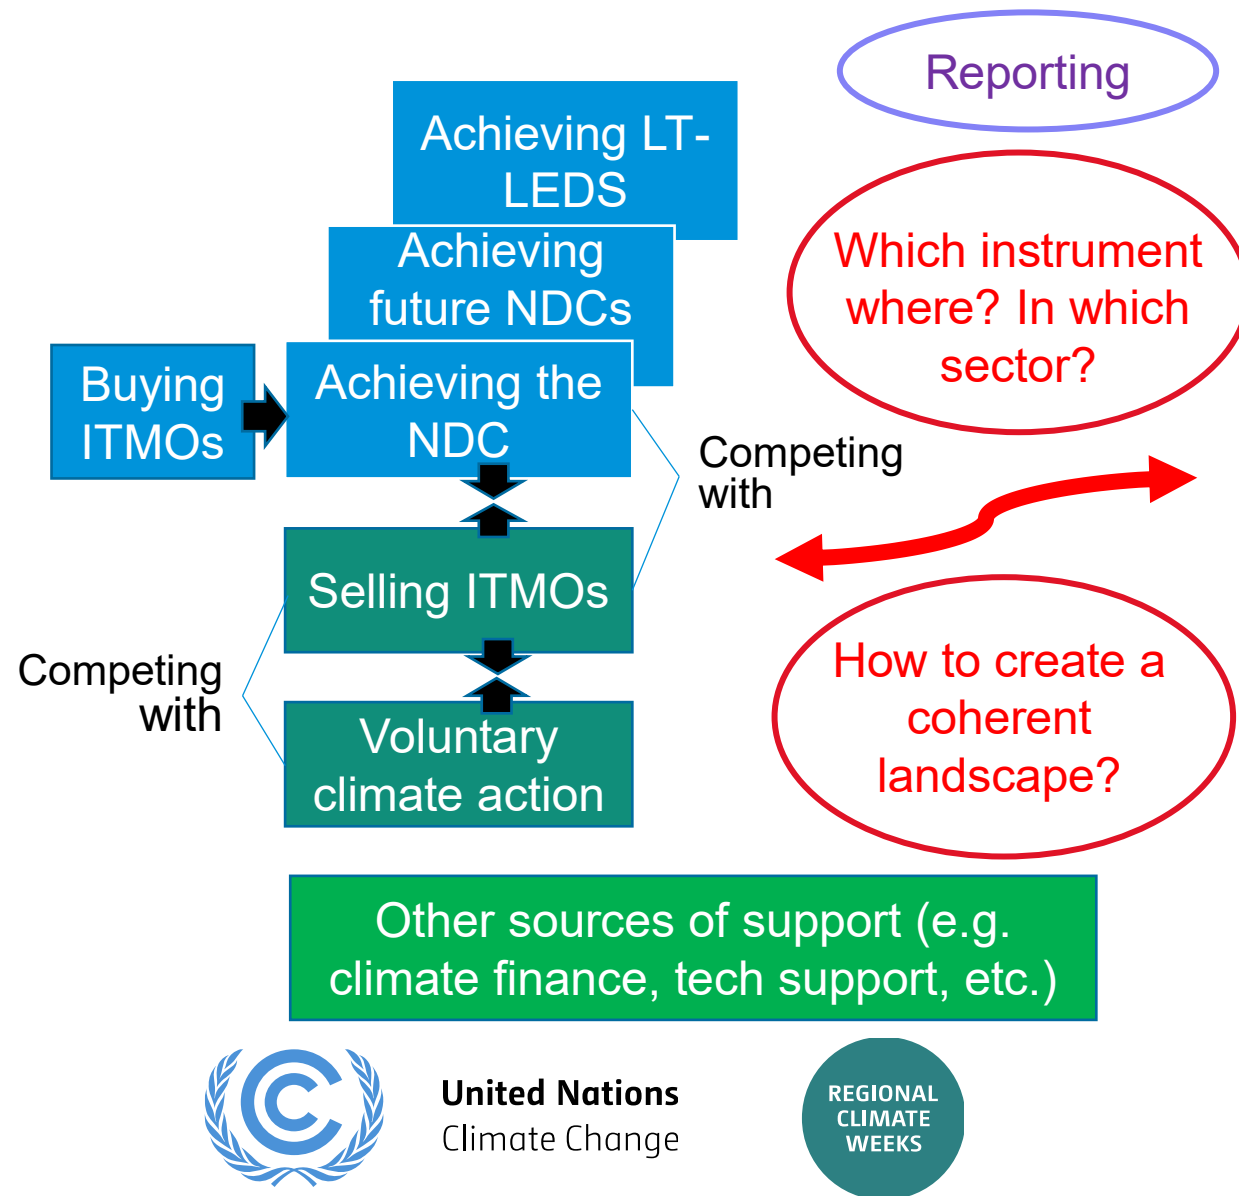 Reporting
Achieving LT-
LEDS
Achieving
future NDCs
Which instrument
where? In which
sector?
Buying
ITMOs
Achieving the
NDC
Competing
with
Selling ITMOs
Competing
with
Voluntary
climate action
How to create a
coherent
landscape?
Other sources of support (e.g.
climate finance, tech support, etc.)
United Nations
Climate Change
REGIONAL
CLIMATE
WEEKS